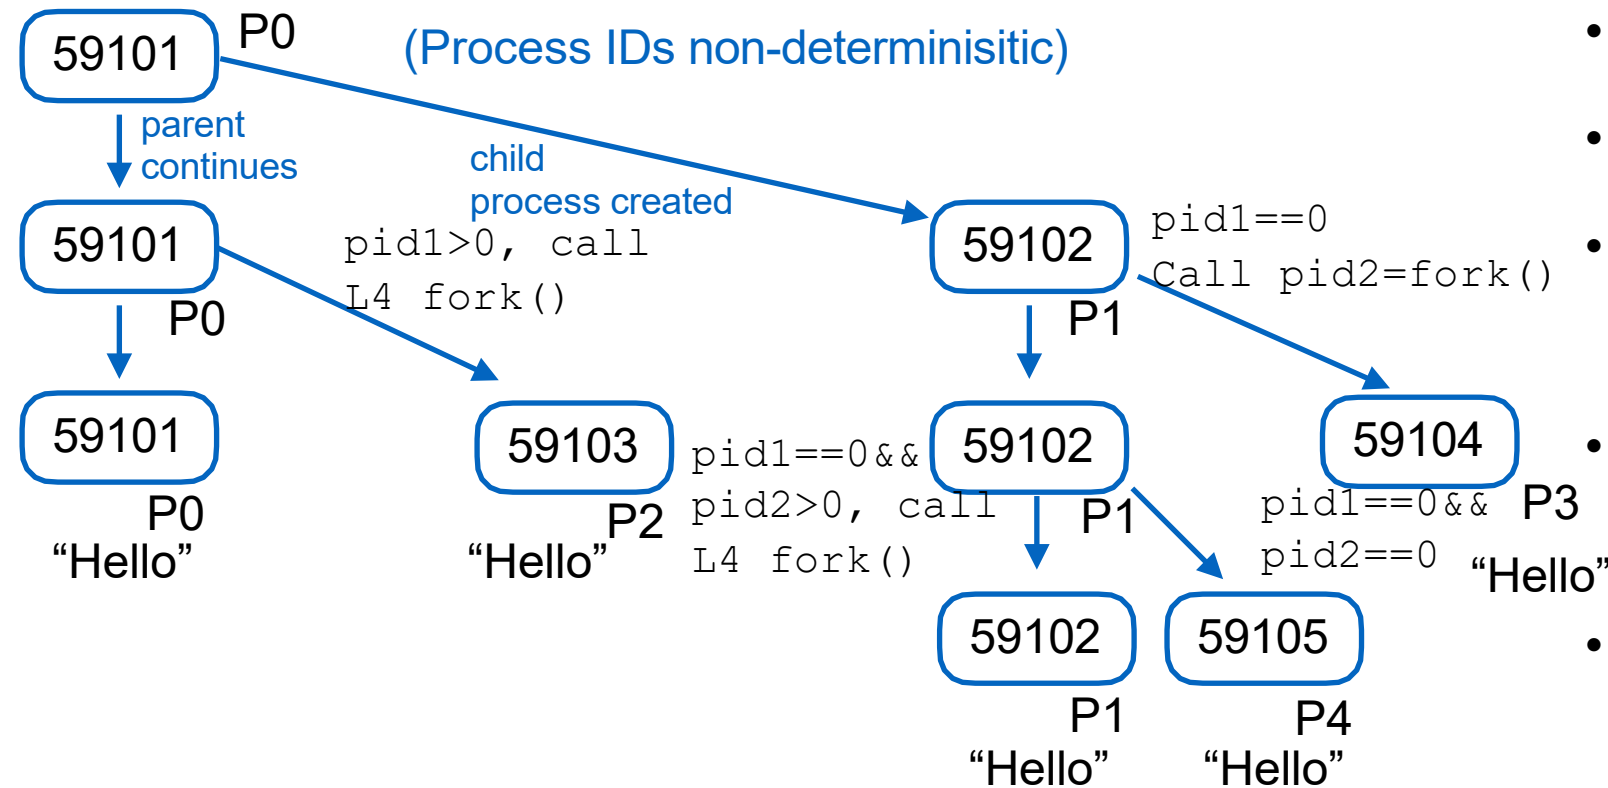 59101
P0
(Process IDs non-determinisitic)
parent
continues
child
process created
59101
P0
pid1>0, call
L4 fork()
59102
P1
pid1==0
Call pid2=fork()
59101
P0
“Hello”
59103
P2
“Hello”
pid1==0&&
pid2>0, call
L4 fork()
59102
P1
59104
P3
pid1==0&&
pid2==0
“Hello”
59102
P1
“Hello”
59105
P4
“Hello”